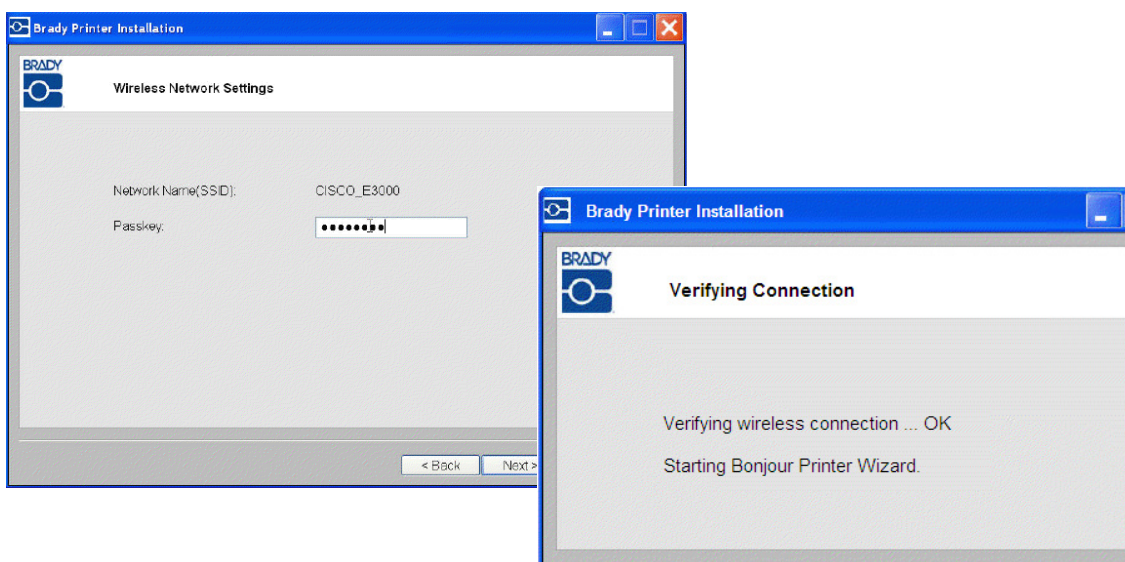 Brady Printer Installation
BRADY
Wireless Network Settings
Network Name(SSID): CISCO_E3000
Passkey: ••••••••
< Back Next >
Brady Printer Installation
BRADY
Verifying Connection
Verifying wireless connection ... OK
Starting Bonjour Printer Wizard.